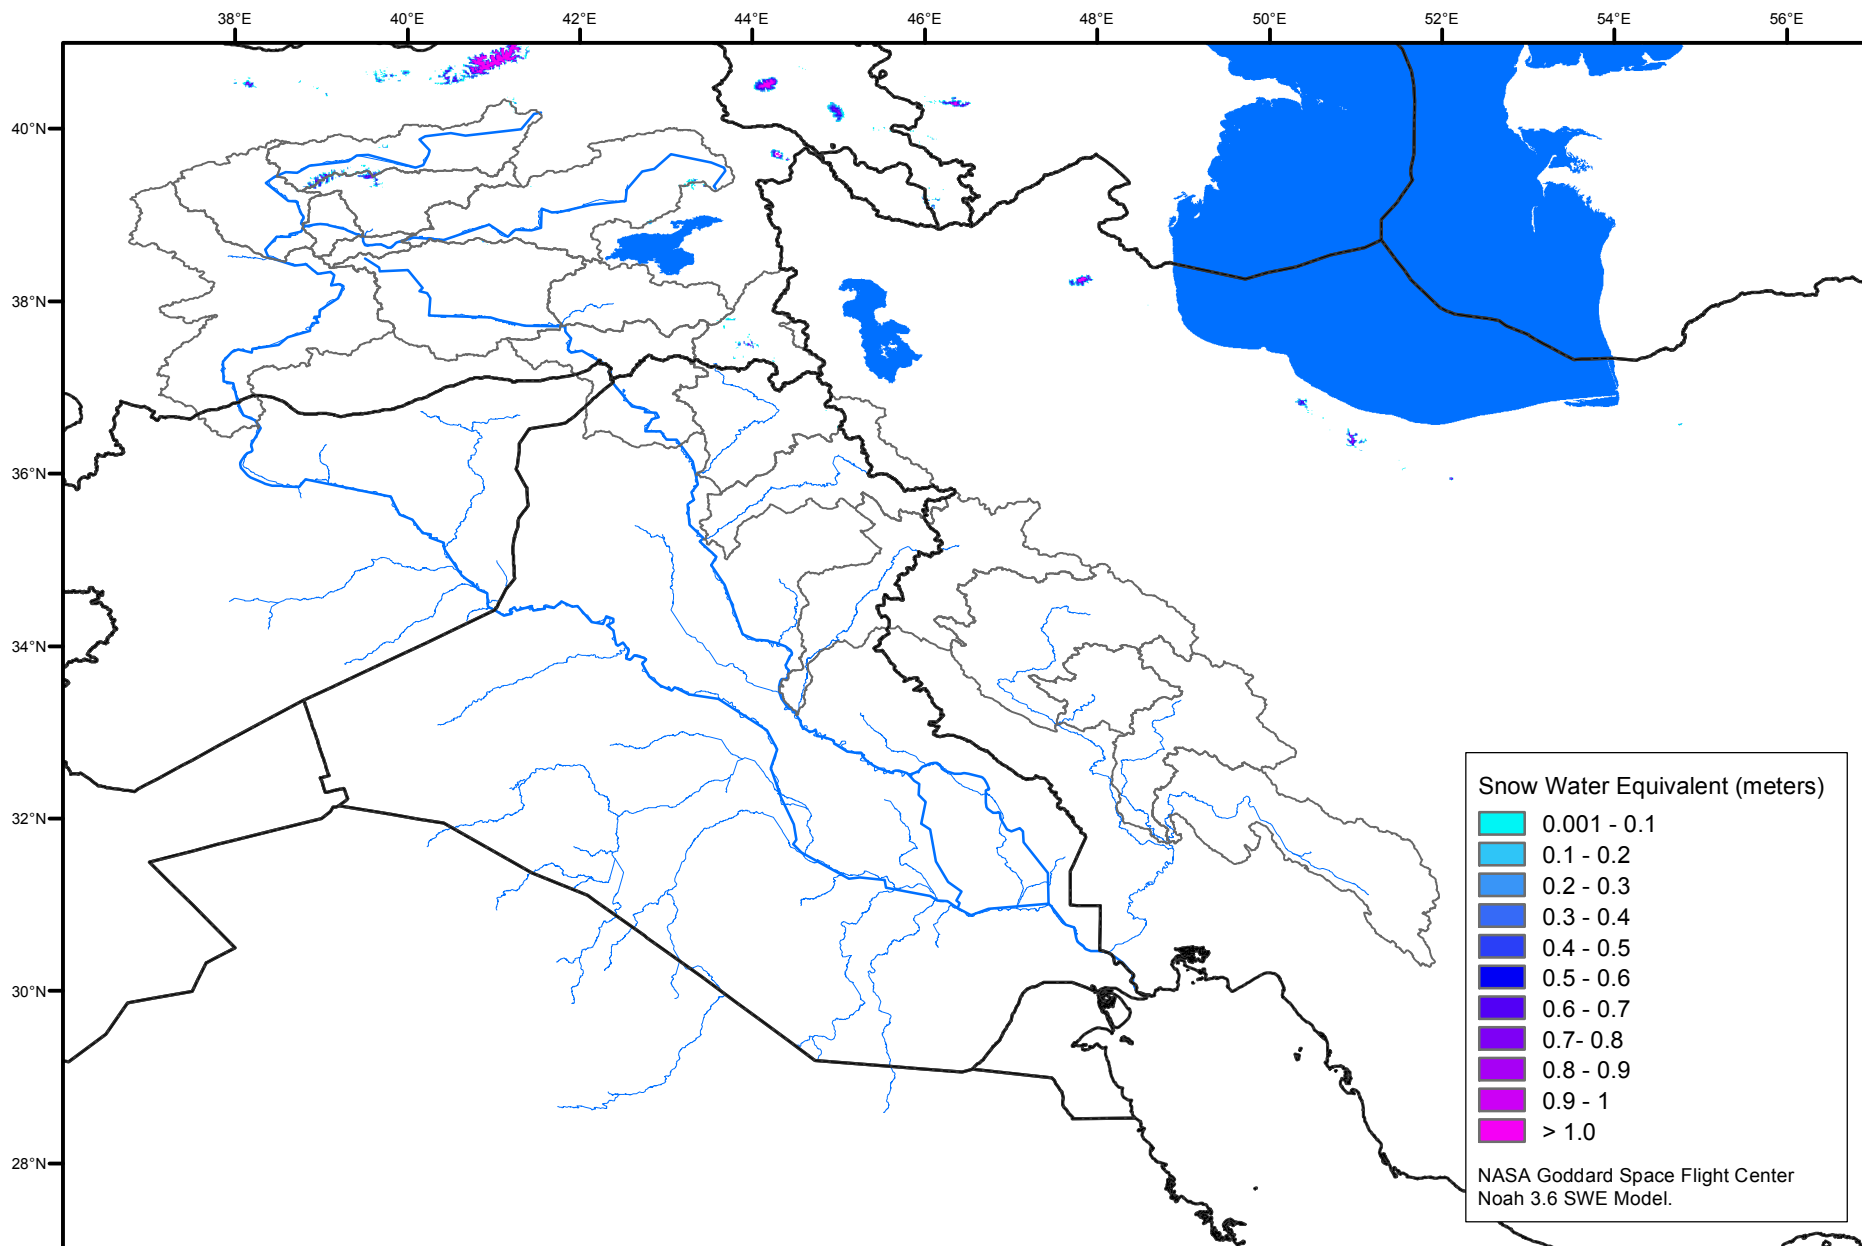 38°E 40°E 42°E 44°E 46°E 48°E 50°E 52°E 54°E 56°E
40°N
38°N
36°N
34°N
32°N
30°N
28°N
Snow Water Equivalent (meters)
0.001 - 0.1
0.1 - 0.2
0.2 - 0.3
0.3 - 0.4
0.4 - 0.5
0.5 - 0.6
0.6 - 0.7
0.7- 0.8
0.8 - 0.9
0.9 - 1
> 1.0
NASA Goddard Space Flight Center
Noah 3.6 SWE Model.